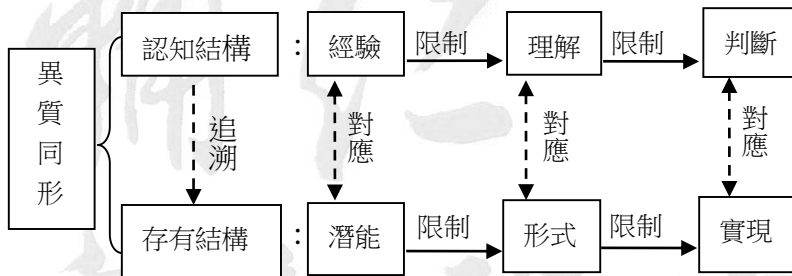 異質同形
認知結構 : 經驗 限制 理解 限制 判斷
追溯 對應 對應 對應
存有結構 : 潛能 限制 形式 限制 實現